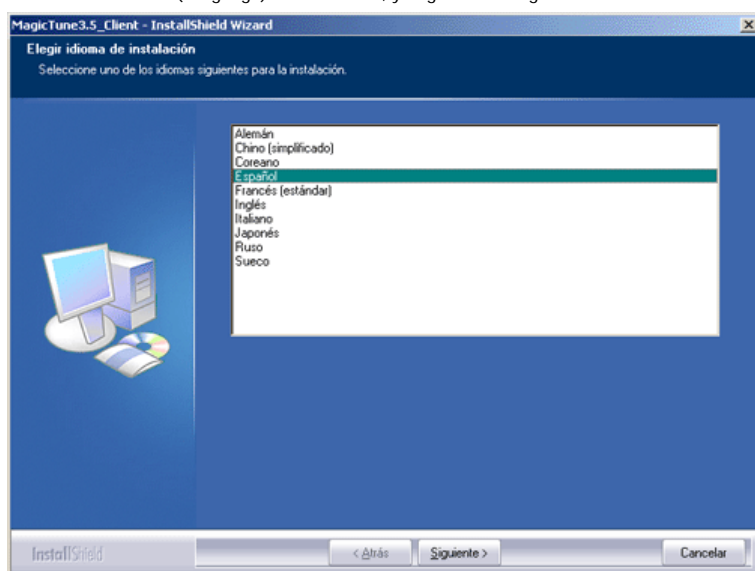 MagicTune3.5_Client - InstallShield Wizard
Elegir idioma de instalación
Seleccione uno de los idiomas siguientes para la instalación.
Alemán
Chino (simplificado)
Coreano
Español
Francés (estándar)
Inglés
Italiano
Japonés
Ruso
Sueco
InstallShield
< Atrás
Siguiente >
Cancelar